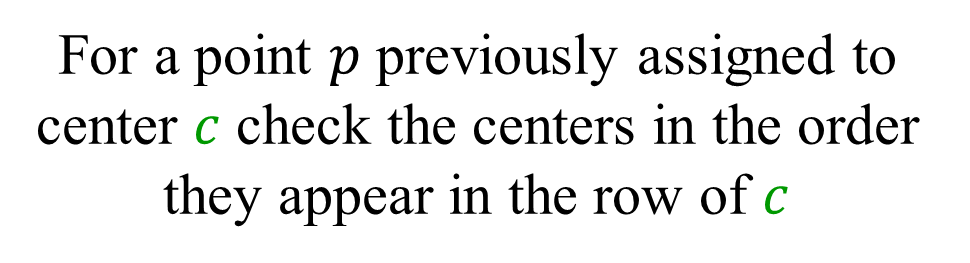 For a point p previously assigned to
center c check the centers in the order
they appear in the row of c